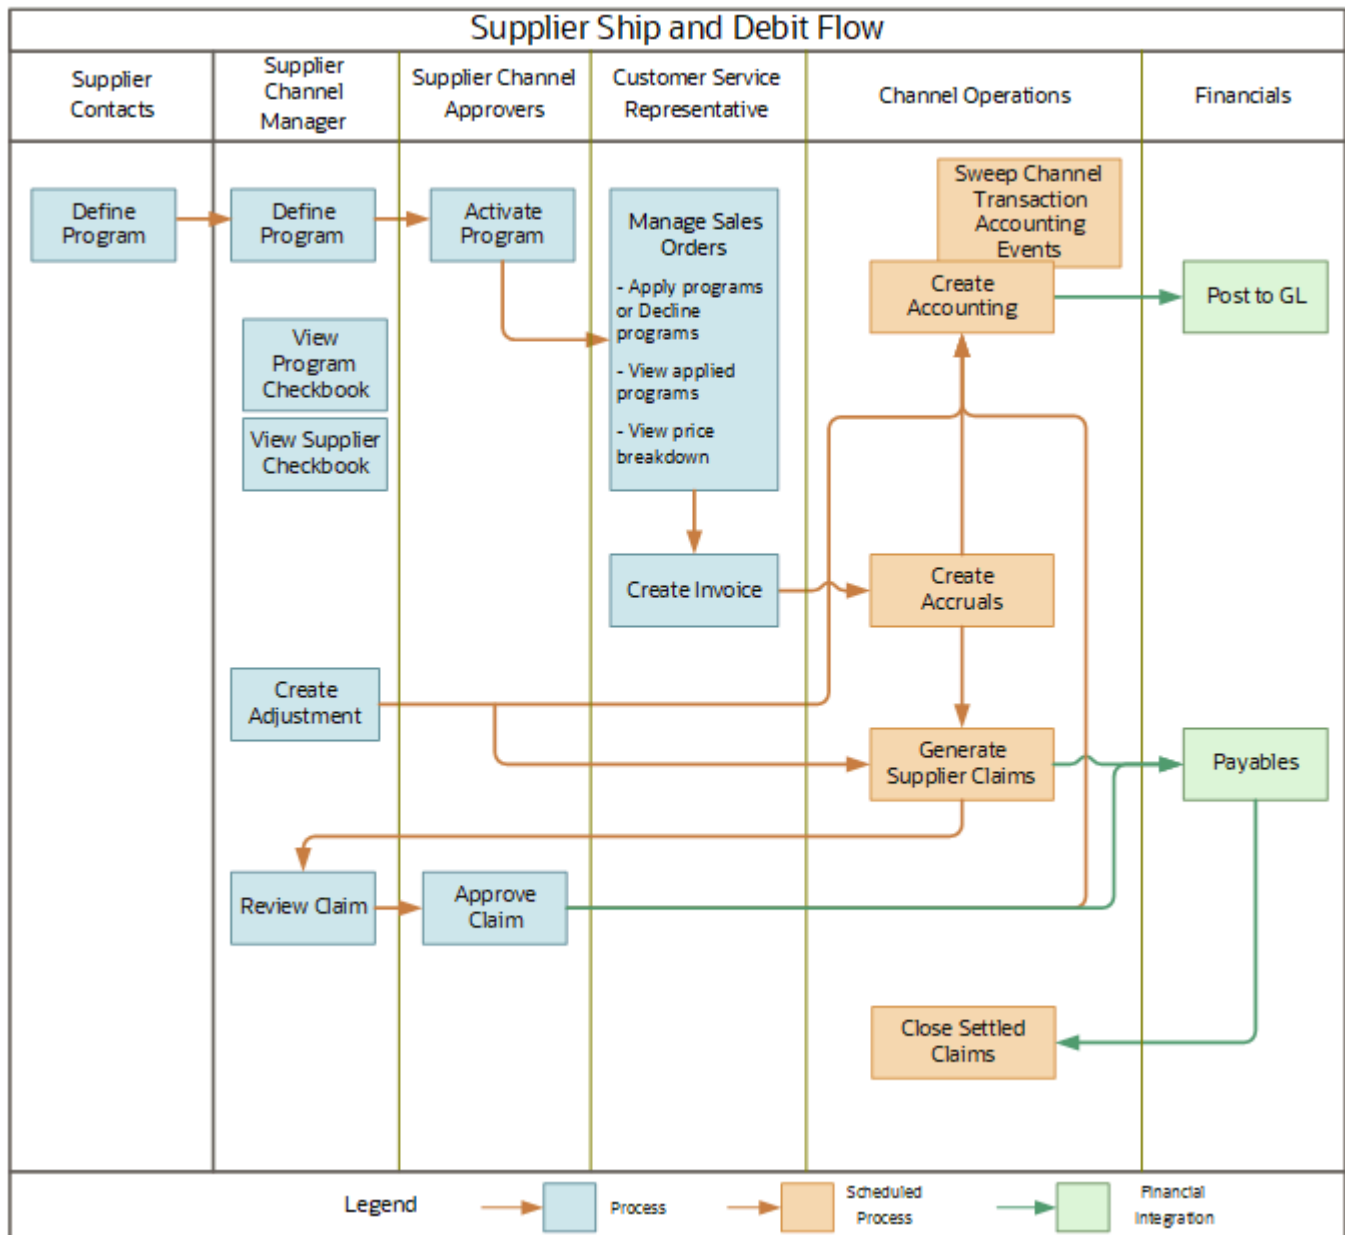 Supplier Ship and Debit Flow
Supplier
Contacts
Supplier
Channel
Manager
Supplier Channel
Approvers
Customer Service
Representative
Channel Operations
Financials
Define
Program
Define
Program
Activate
Program
Manage Sales
Orders
- Apply programs
or Decline
programs
- View applied
programs
- View price
breakdown
Sweep Channel
Transaction
Accounting
Events
Create
Accounting
Post to GL
View
Program
Checkbook
View Supplier
Checkbook
Create Invoice
Create
Accruals
Create
Adjustment
Generate
Supplier Claims
Payables
Review Claim
Approve
Claim
Close Settled
Claims
Legend
Process
Scheduled
Process
Financial
Integration